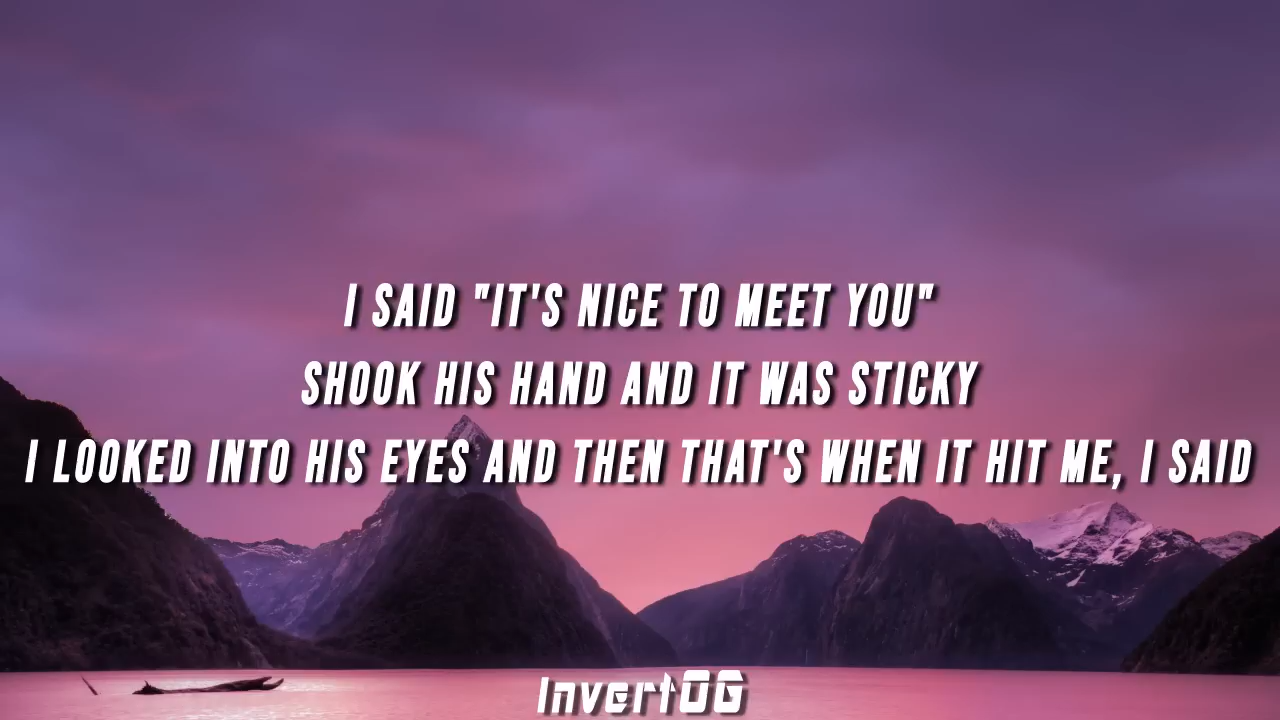 I SAID "IT'S NICE TO MEET YOU"
SHOOK HIS HAND AND IT WAS STICKY
I LOOKED INTO HIS EYES AND THEN THAT'S WHEN IT HIT ME, I SAID
InvertOG